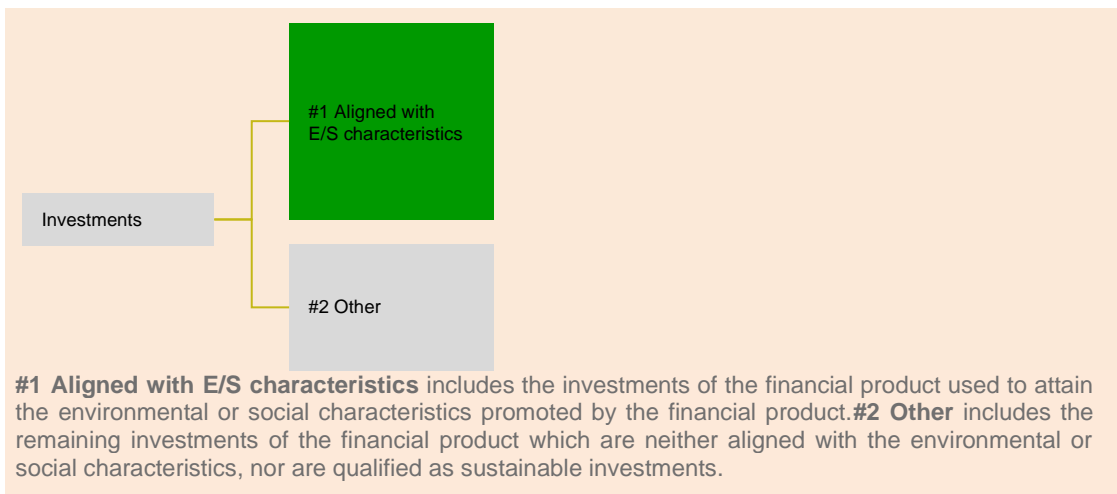 #1 Aligned with
E/S characteristics
Investments
#2 Other
#1 Aligned with E/S characteristics includes the investments of the financial product used to attain
the environmental or social characteristics promoted by the financial product.#2 Other includes the
remaining investments of the financial product which are neither aligned with the environmental or
social characteristics, nor are qualified as sustainable investments.